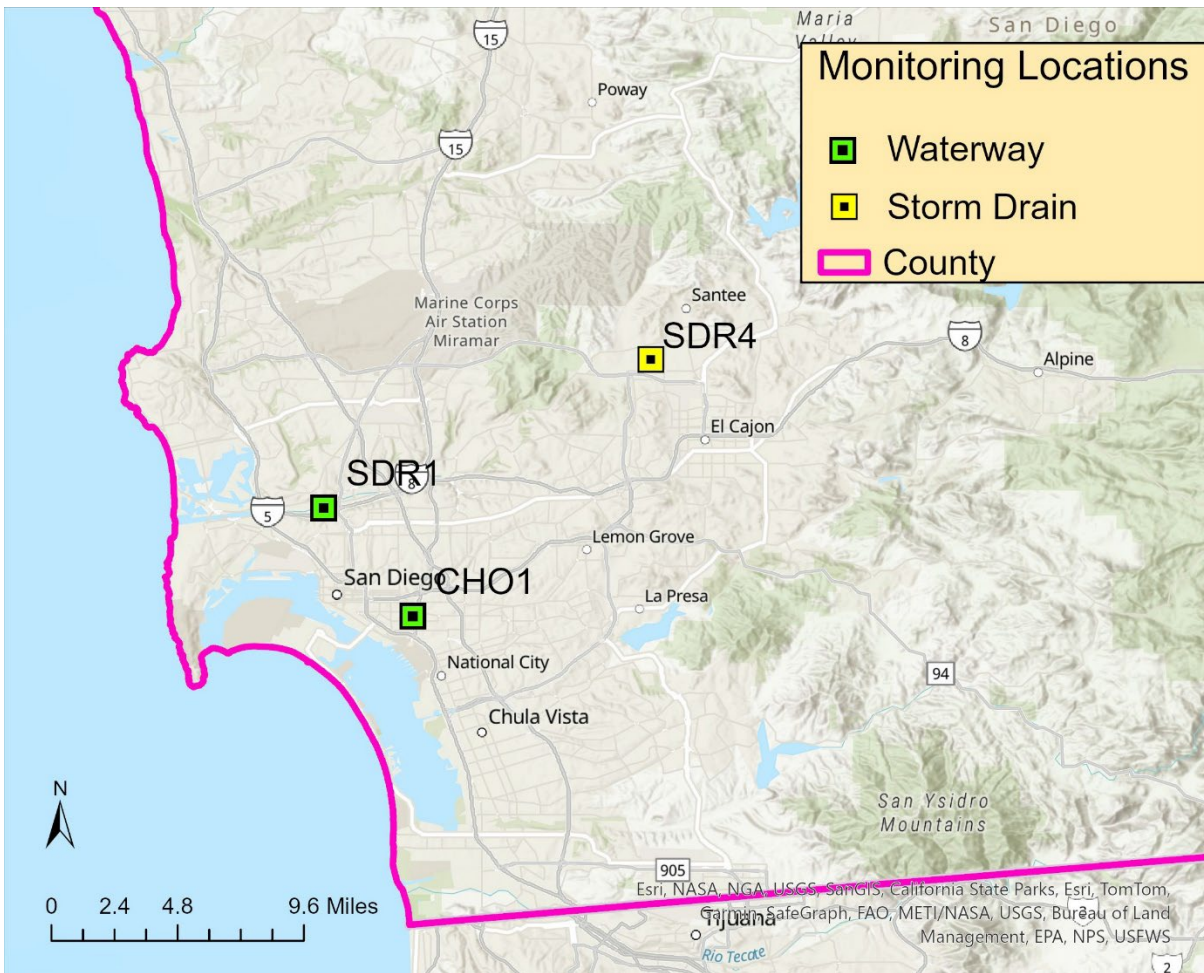 Maria
Valley
San Diego
Monitoring Locations
Waterway
Storm Drain
County
15
Poway
15
Santee
Marine Corps
Air Station
Miramar
SDR4
8
Alpine
El Cajon
SDR1
8
5
Lemon Grove
San Diego
CHO1
La Presa
National City
94
Chula Vista
San Ysidro
Mountains
N
905
0 2.4 4.8 9.6 Miles
Esri, NASA, NGA, USGS, SanGIS, California State Parks, Esri, TomTom,
Garmin, SafeGraph, FAO, METI/NASA, USGS, Bureau of Land
Management, EPA, NPS, USFWS
Tijuana
Rio Tecate
2
2